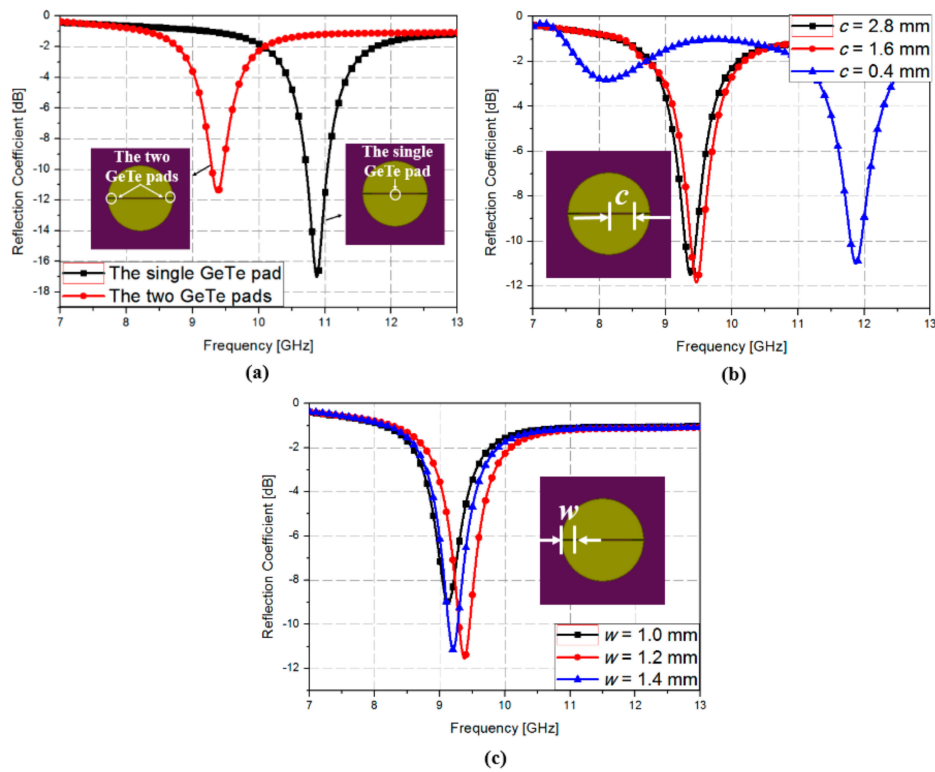 0
-2
-4
-6
-8
-10
-12
-14
-16
-18
Reflection Coefficient [dB]
The two
GeTe pads
The single
GeTe pad
The single GeTe pad
The two GeTe pads
7 8 9 10 11 12 13
Frequency [GHz]
(a)
0
-2
-4
-6
-8
-10
-12
Reflection Coefficient [dB]
c = 2.8 mm
c = 1.6 mm
c = 0.4 mm
c
7 8 9 10 11 12 13
Frequency [GHz]
(b)
0
-2
-4
-6
-8
-10
-12
Reflection Coefficient [dB]
w
w = 1.0 mm
w = 1.2 mm
w = 1.4 mm
7 8 9 10 11 12 13
Frequency [GHz]
(c)